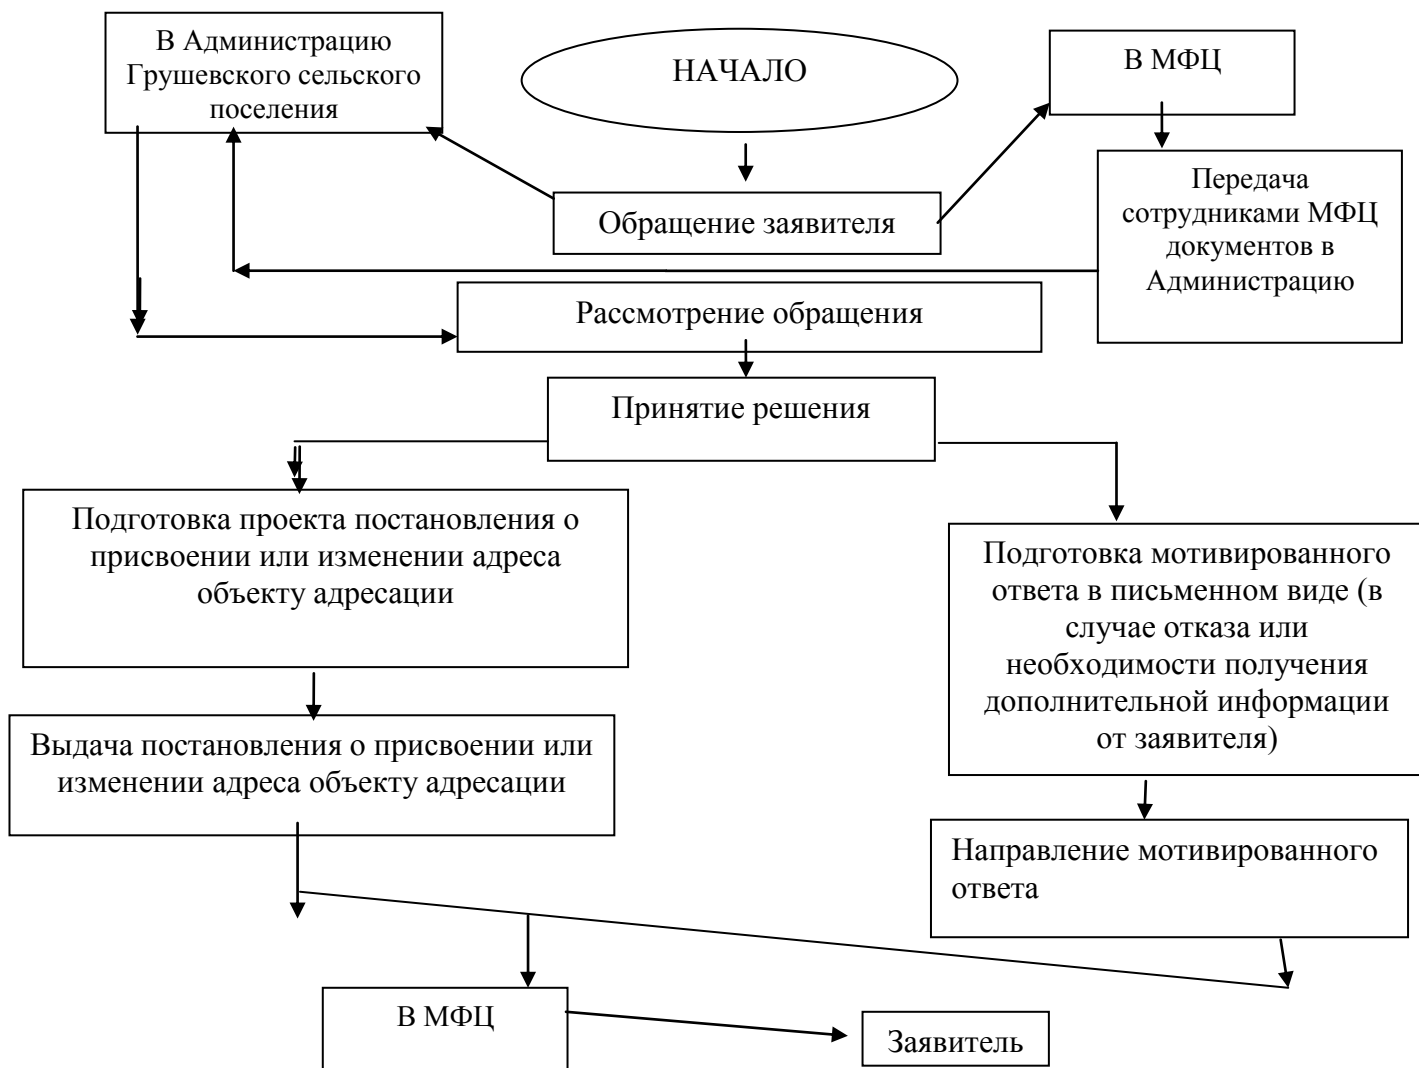 В Администрацию
Грушевского сельского
поселения
НАЧАЛО
В МФЦ
Обращение заявителя
Передача
сотрудниками МФЦ
документов в
Администрацию
Рассмотрение обращения
Принятие решения
Подготовка проекта постановления о
присвоении или изменении адреса
объекту адресации
Подготовка мотивированного
ответа в письменном виде (в
случае отказа или
необходимости получения
дополнительной информации
от заявителя)
Выдача постановления о присвоении или
изменении адреса объекту адресации
Направление мотивированного
ответа
В МФЦ
Заявитель